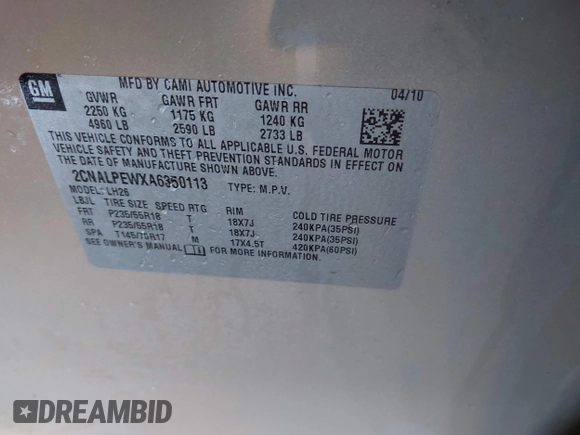 GM
MFD BY CAMI AUTOMOTIVE INC.
04/10
GVWR GAWR FRT GAWR RR
2250 KG 1175 KG 1240 KG
4960 LB 2590 LB 2733 LB
THIS VEHICLE CONFORMS TO ALL APPLICABLE U.S. FEDERAL MOTOR
VEHICLE SAFETY, BUMPER, AND THEFT PREVENTION STANDARDS IN
EFFECT ON THE DATE OF MANUFACTURE SHOWN ABOVE.
2CNALPEWXA6350113 TYPE: M.P.V.
MODEL: LH26
LBJL TIRE SIZE SPEED RTG RIM COLD TIRE PRESSURE
FRT P235/55R18 T 18X7J 240KPA(35PSI)
RR P235/55R18 T 18X7J 240KPA(35PSI)
SPA T145/70R17 M 17X4.5T 420KPA(60PSI)
SEE OWNER'S MANUAL FOR MORE INFORMATION.
DREAMBID